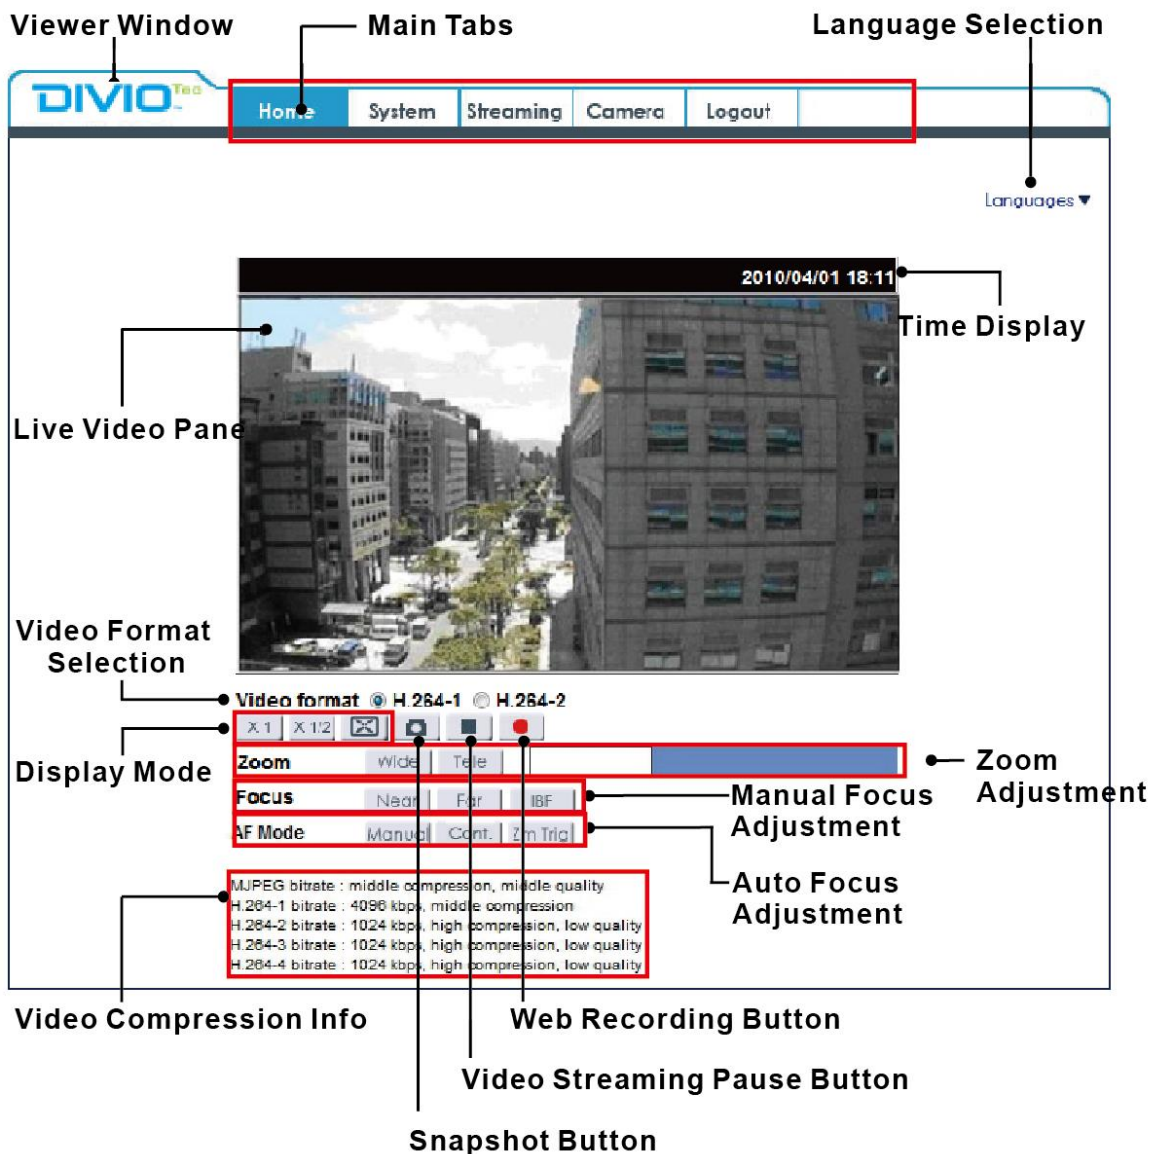 Viewer Window
Main Tabs
Language Selection
DIVIO Tec
Home System Streaming Camera Logout
Languages
2010/04/01 18:11
Time Display
Live Video Pane
Video Format
Selection
Video format H.264-1 H.264-2
X 1 X 1/2
Display Mode
Zoom Wide Tele
Zoom
Adjustment
Focus Near Far IBF
Manual Focus
Adjustment
AF Mode Manual Cont. Zm Trig
Auto Focus
Adjustment
MJPEG bitrate : middle compression, middle quality
H.264-1 bitrate : 4096 kbps, middle compression
H.264-2 bitrate : 1024 kbps, high compression, low quality
H.264-3 bitrate : 1024 kbps, high compression, low quality
H.264-4 bitrate : 1024 kbps, high compression, low quality
Video Compression Info
Web Recording Button
Video Streaming Pause Button
Snapshot Button